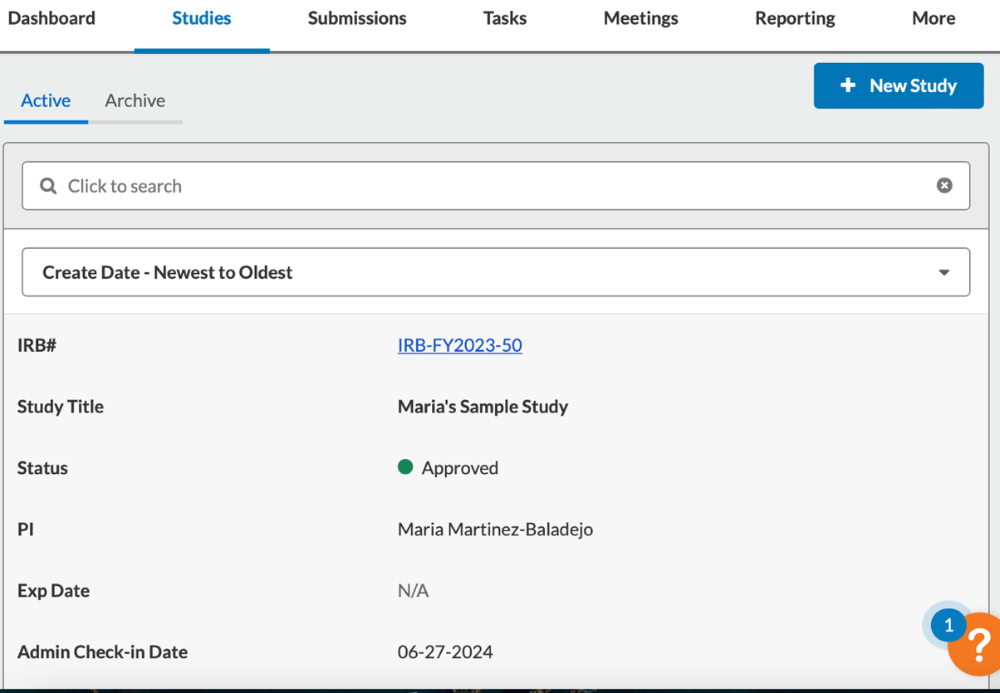 Dashboard Studies Submissions Tasks Meetings Reporting More
+ New Study
Active Archive
Click to search
Create Date - Newest to Oldest
IRB# IRB-FY2023-50
Study Title Maria's Sample Study
Status Approved
PI Maria Martinez-Baladejo
Exp Date N/A
1
?
Admin Check-in Date 06-27-2024